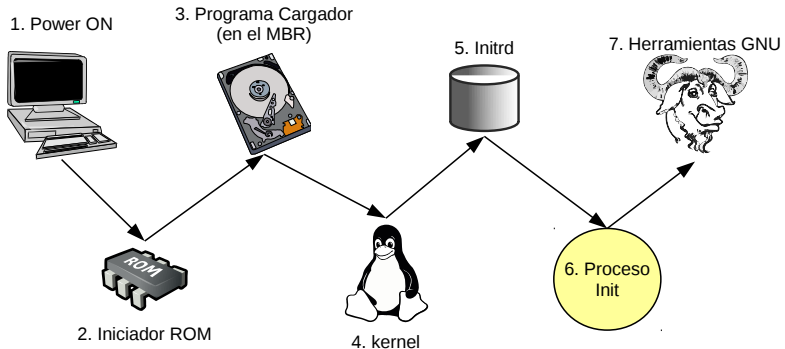 1. Power ON
2. Iniciador ROM
ROM
3. Programa Cargador
(en el MBR)
4. kernel
5. Initrd
6. Proceso
Init
7. Herramientas GNU